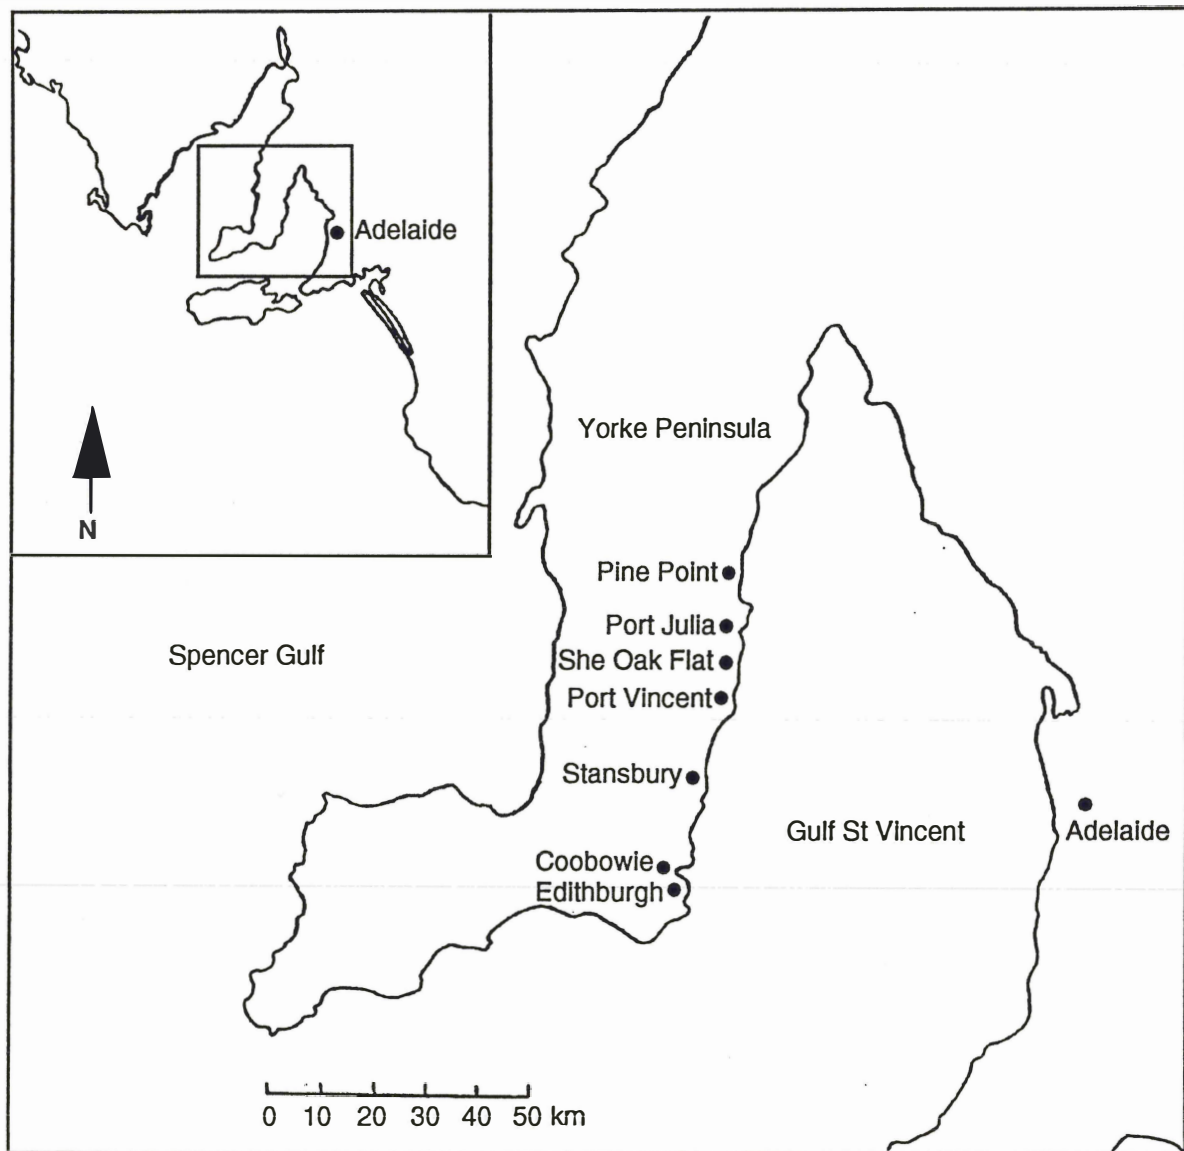 Adelaide
N
Yorke Peninsula
Pine Point
Port Julia
She Oak Flat
Port Vincent
Spencer Gulf
Stansbury
Gulf St Vincent
Adelaide
Coobowie
Edithburgh
0 10 20 30 40 50 km